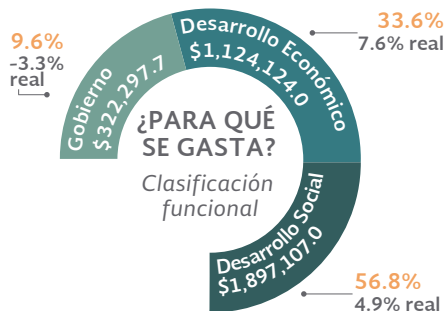 9.6%
-3.3%
real
Gobierno
$322,297.7
Desarrollo Económico
$1,124,124.0
33.6%
7.6% real
¿PARA QUÉ
SE GASTA?
Clasificación
funcional
Desarrollo Social
$1,897,107.0
56.8%
4.9% real